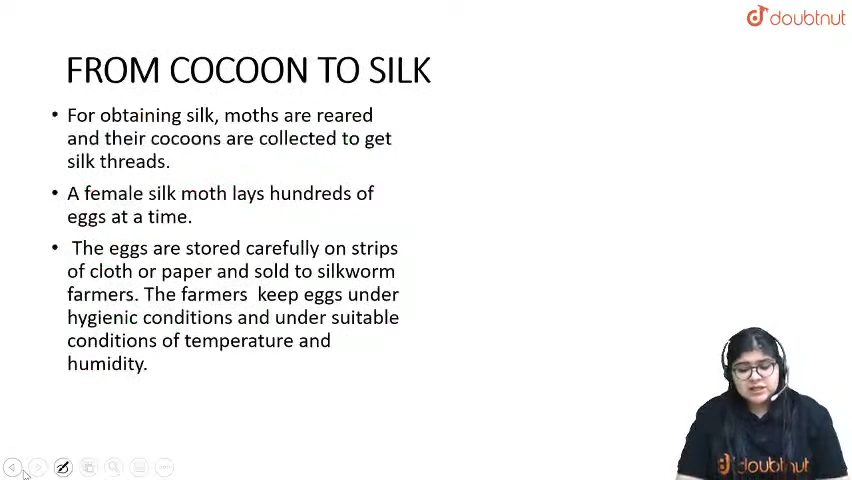 doubtnut
FROM COCOON TO SILK
• For obtaining silk, moths are reared
and their cocoons are collected to get
silk threads.
• A female silk moth lays hundreds of
eggs at a time.
• The eggs are stored carefully on strips
of cloth or paper and sold to silkworm
farmers. The farmers keep eggs under
hygienic conditions and under suitable
conditions of temperature and
humidity.
doubtnut